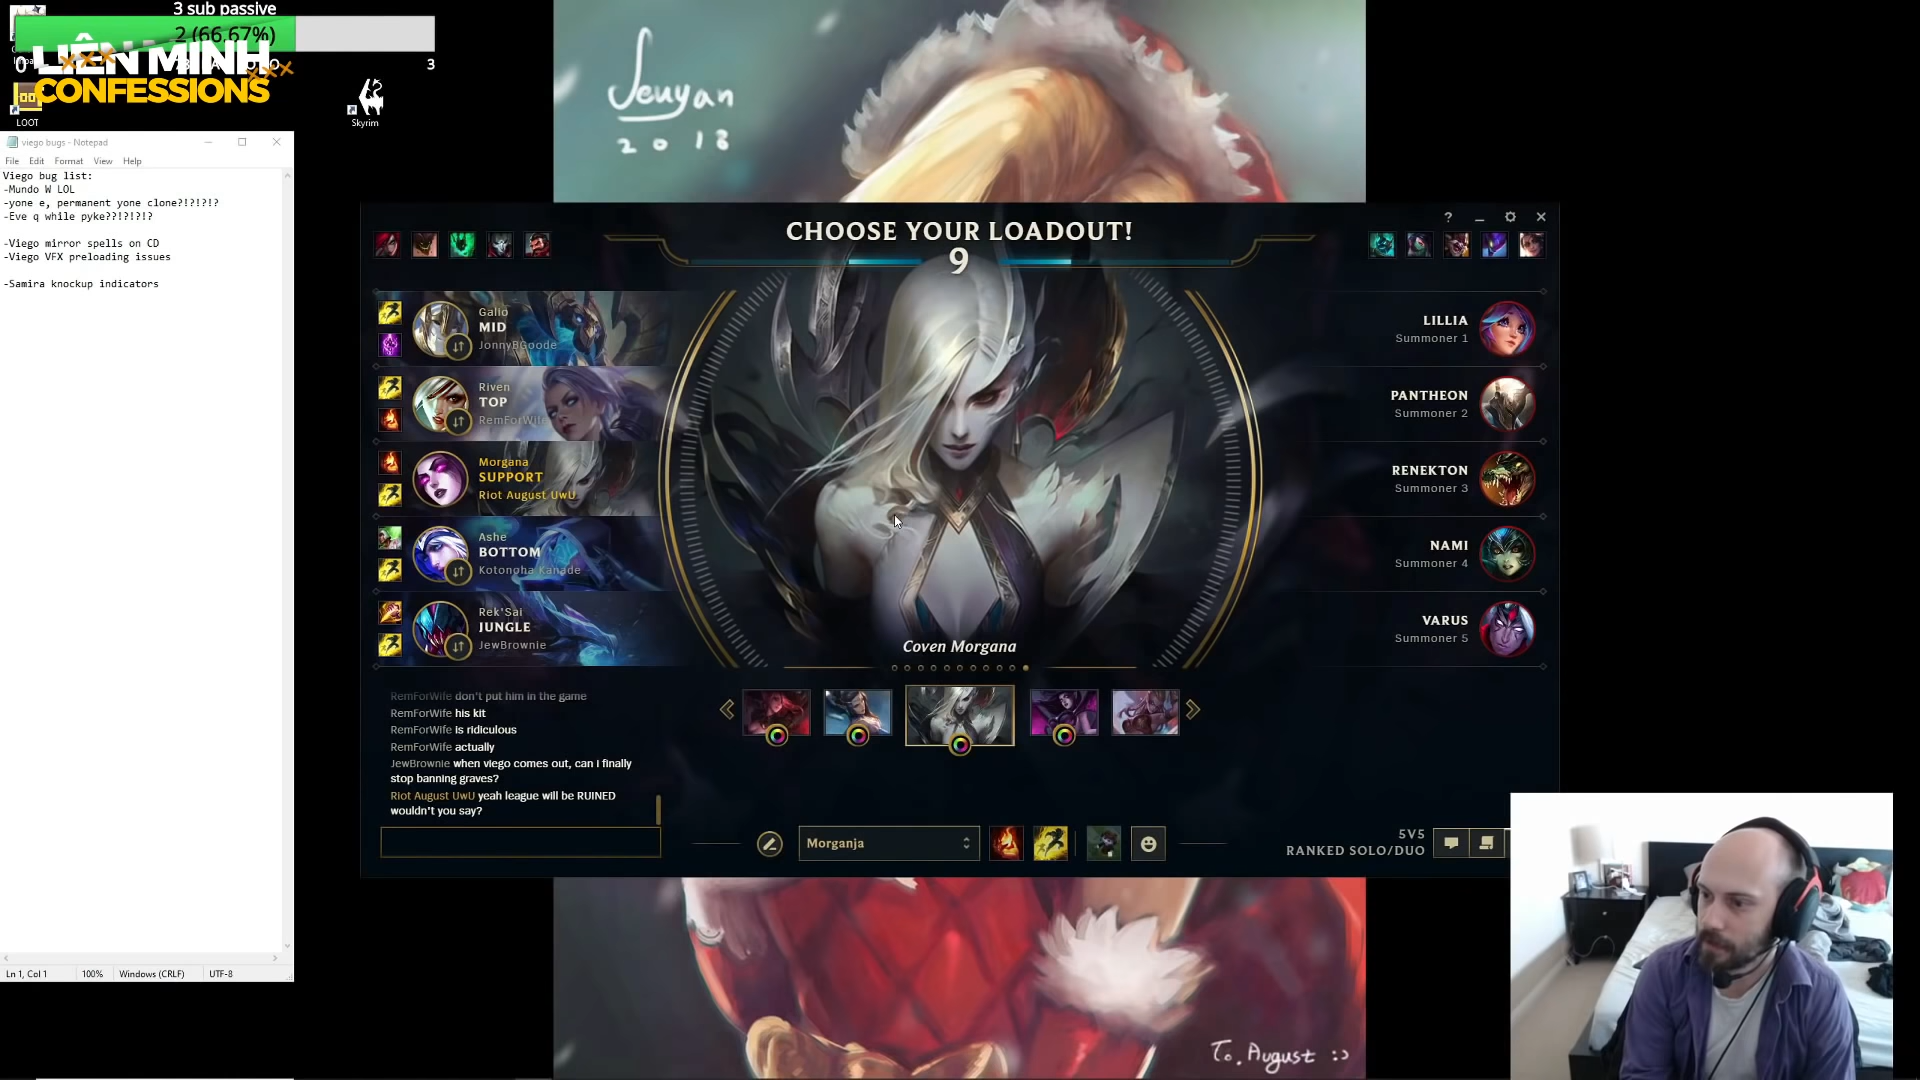 3 sub passive
2 (66.67%)
0
3
LIÊN MINH
CONFESSIONS
LOOT
Skyrim
viego bugs - Notepad
File Edit Format View Help
Viego bug list:
-Mundo W LOL
-yone e, permanent yone clone?!?!?!?
-Eve q while pyke??!?!?!?
-Viego mirror spells on CD
-Viego VFX preloading issues
-Samira knockup indicators
Ln 1, Col 1 100% Windows (CRLF) UTF-8
Jeuyan
2018
CHOOSE YOUR LOADOUT!
9
Galio
MID
JonnyBGoode
Riven
TOP
RemForWife
Morgana
SUPPORT
Riot August UwU
Ashe
BOTTOM
Kotonoha Kanade
Rek'Sai
JUNGLE
JewBrownie
LILLIA
Summoner 1
PANTHEON
Summoner 2
RENEKTON
Summoner 3
NAMI
Summoner 4
VARUS
Summoner 5
Coven Morgana
RemForWife don't put him in the game
RemForWife his kit
RemForWife is ridiculous
RemForWife actually
JewBrownie when viego comes out, can i finally
stop banning graves?
Riot August UwU yeah league will be RUINED
wouldn't you say?
Morganja
5V5
RANKED SOLO/DUO
To. August :)